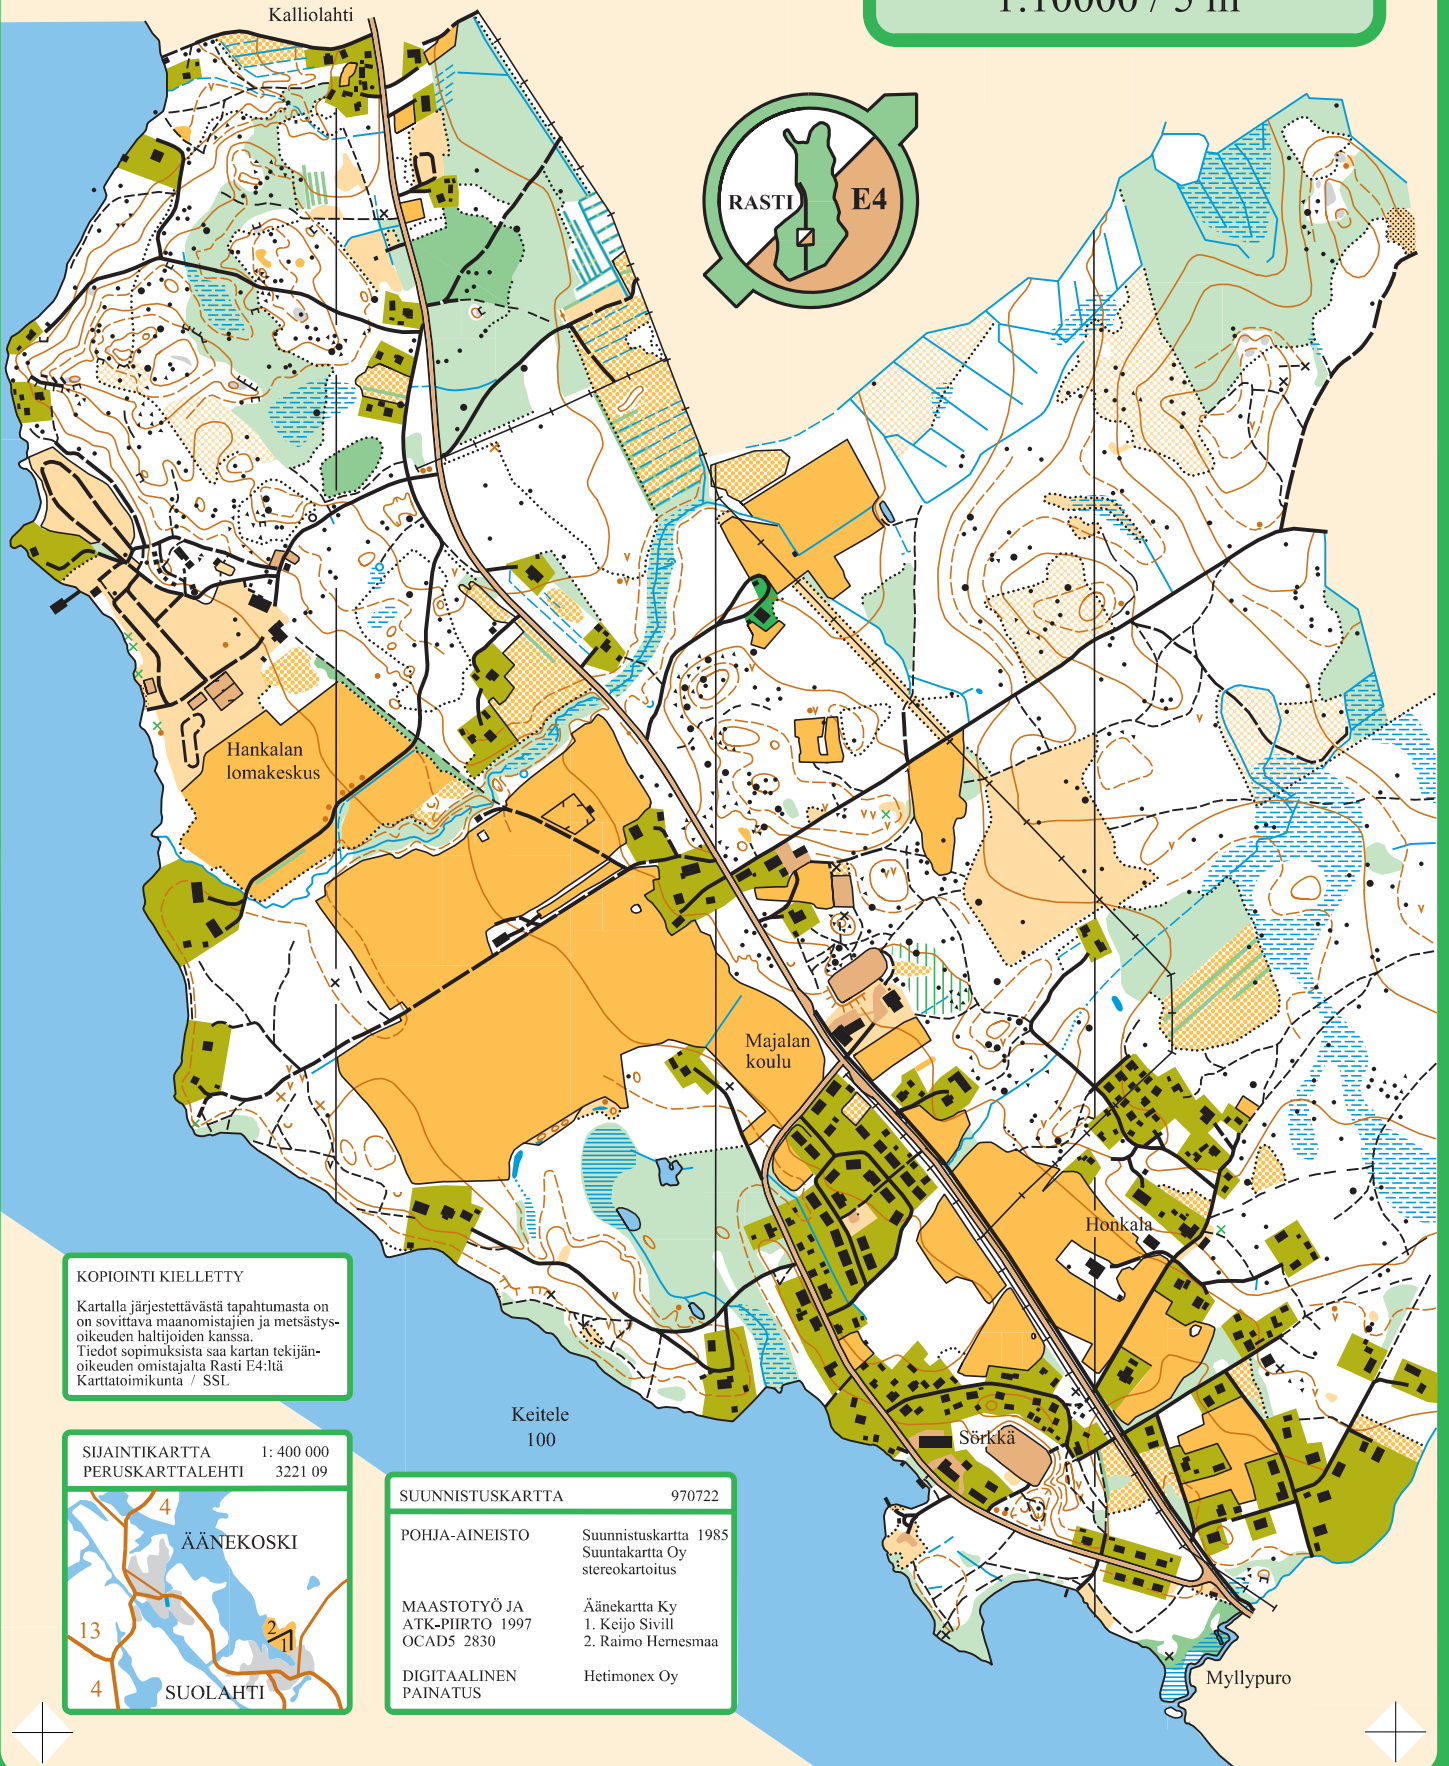 1:10000 / 5 m
Kalliolahti
RASTI E4
Hankalan
lomakeskus
Majalan
koulu
Honkala
Sörkkä
Myllypuro
Keitele
100
KOPIOINTI KIELLETTY
Kartalla järjestettävästä tapahtumasta on
on sovittava maanomistajien ja metsästys-
oikeuden haltijoiden kanssa.
Tiedot sopimuksista saa kartan tekijän-
oikeuden omistajalta Rasti E4:ltä
Karttatoimikunta / SSL
SIJAINTIKARTTA 1: 400 000
PERUSKARTTALEHTI 3221 09
4
ÄÄNEKOSKI
13
2
1
4
SUOLAHTI
SUUNNISTUSKARTTA 970722
POHJA-AINEISTO Suunnistuskartta 1985
Suuntakartta Oy
stereokartoitus
MAASTOTYÖ JA Äänekartta Ky
ATK-PIIRTO 1997 1. Keijo Sivill
OCAD5 2830 2. Raimo Hernesmaa
DIGITAALINEN Hetimonex Oy
PAINATUS